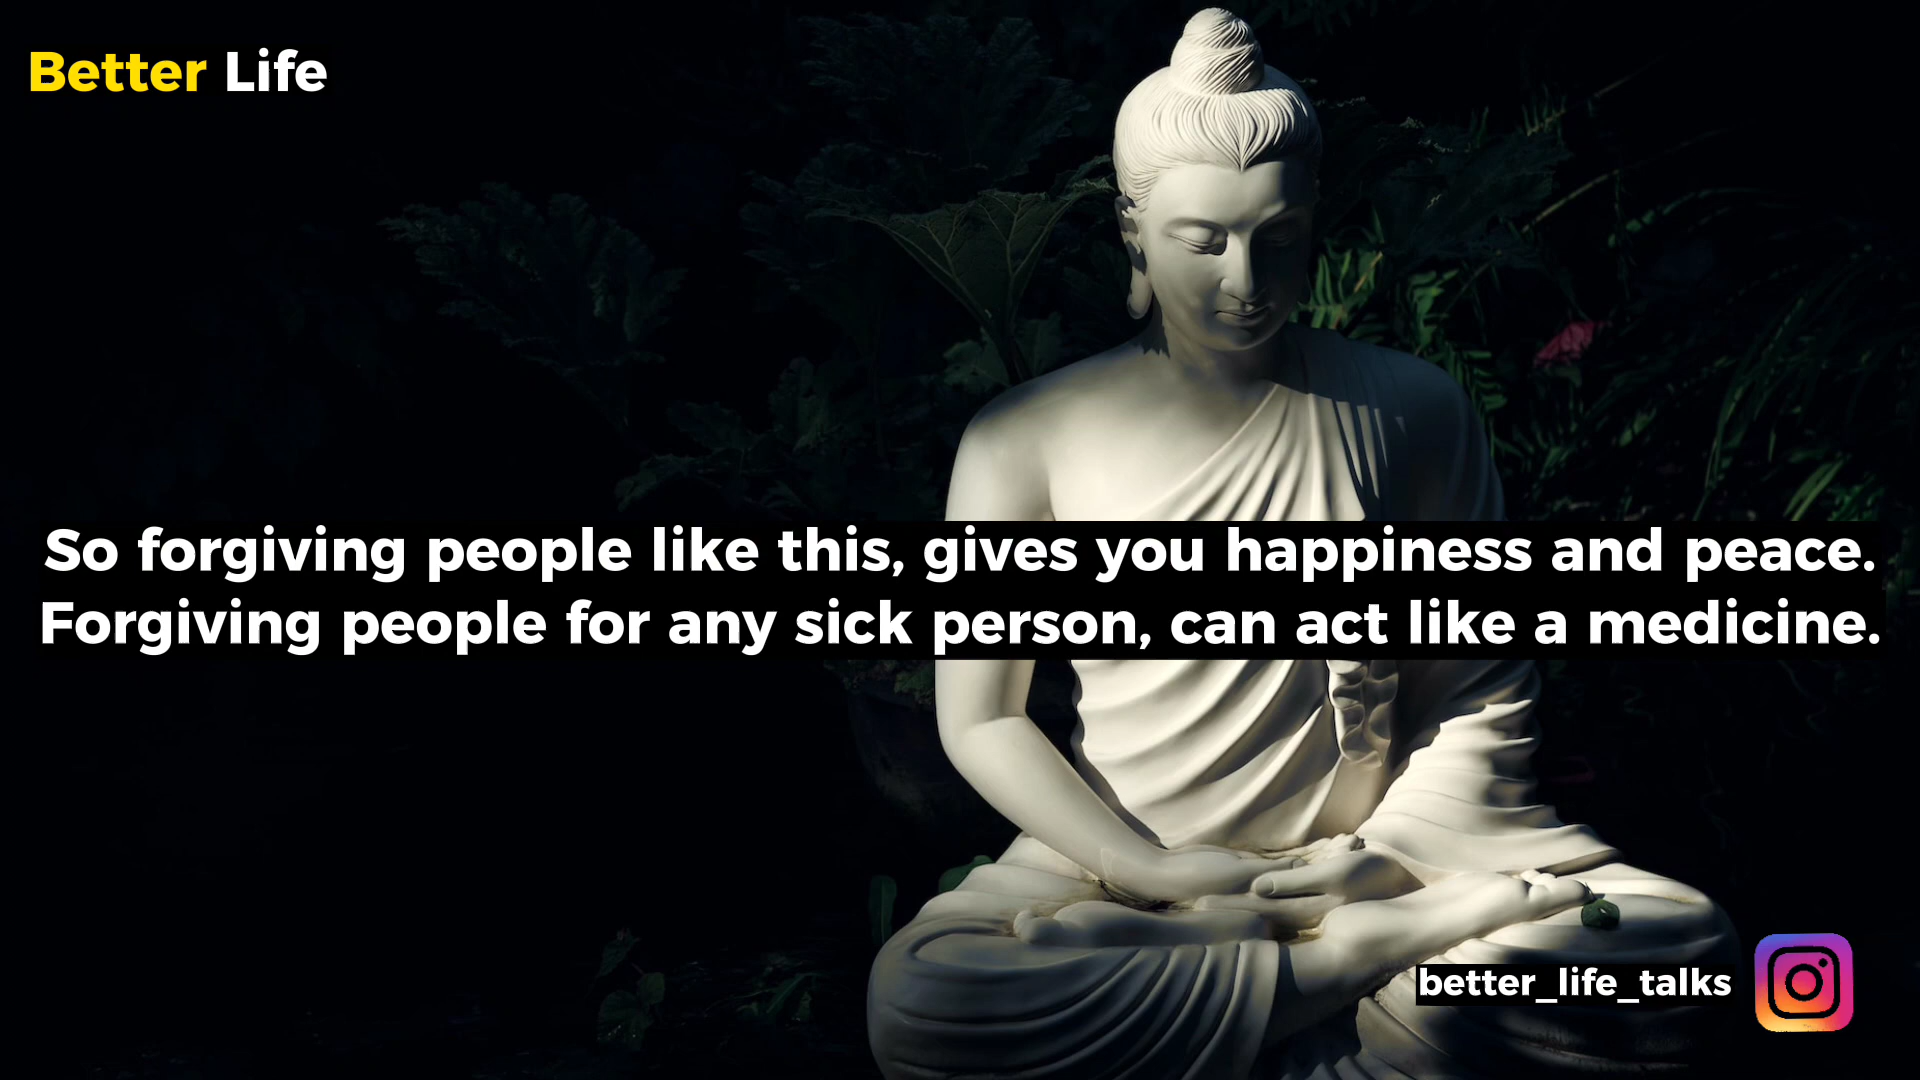 Better Life
So forgiving people like this, gives you happiness and peace.
Forgiving people for any sick person, can act like a medicine.
better_life_talks